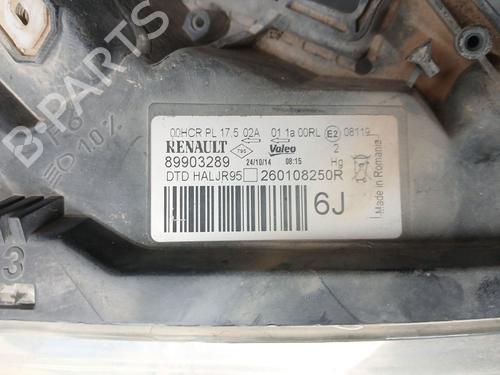 00HCR PL 17.5 02A 01 1a 00RL E2 08119
RENAULT T95 Valeo 2
89903289 24/10/14 08:15 Hg
DTD HALJR95 260108250R
6J
Made in Romania
3